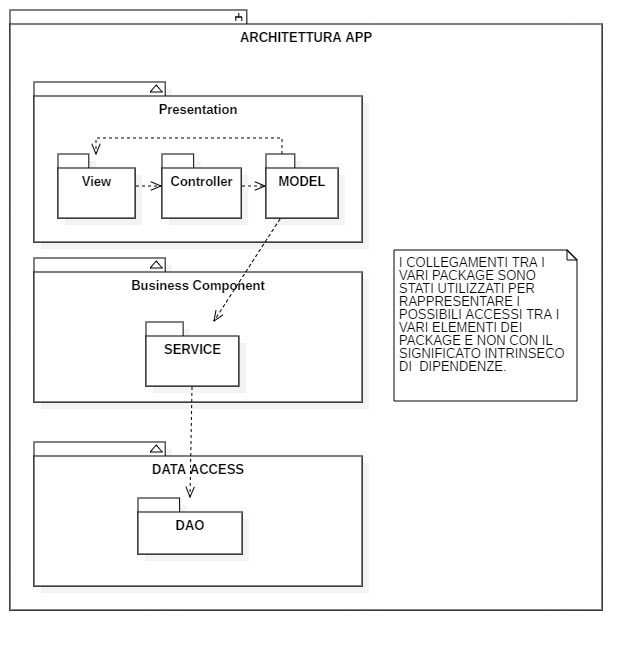 ARCHITETTURA APP
Presentation
View
Controller
MODEL
Business Component
SERVICE
DATA ACCESS
DAO
I COLLEGAMENTI TRA I
VARI PACKAGE SONO
STATI UTILIZZATI PER
RAPPRESENTARE I
POSSIBILI ACCESSI TRA I
VARI ELEMENTI DEI
PACKAGE E NON CON IL
SIGNIFICATO INTRINSECO
DI  DIPENDENZE.